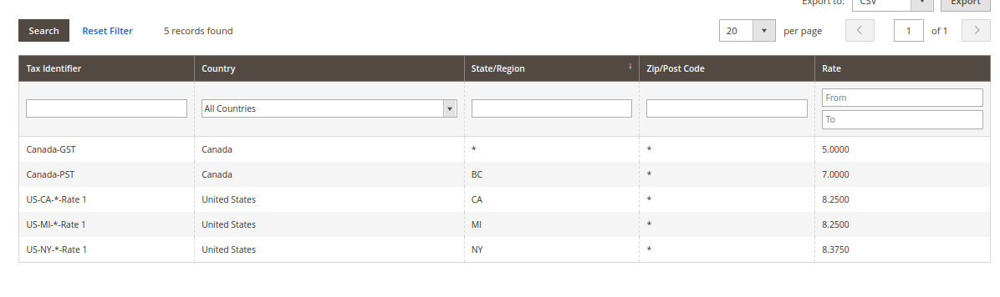 Export to: CSV Export
Search Reset Filter 5 records found 20 per page 1 of 1
Tax Identifier Country State/Region ↓ Zip/Post Code Rate
All Countries From
To
Canada-GST Canada * * 5.0000
Canada-PST Canada BC * 7.0000
US-CA-*-Rate 1 United States CA * 8.2500
US-MI-*-Rate 1 United States MI * 8.2500
US-NY-*-Rate 1 United States NY * 8.3750